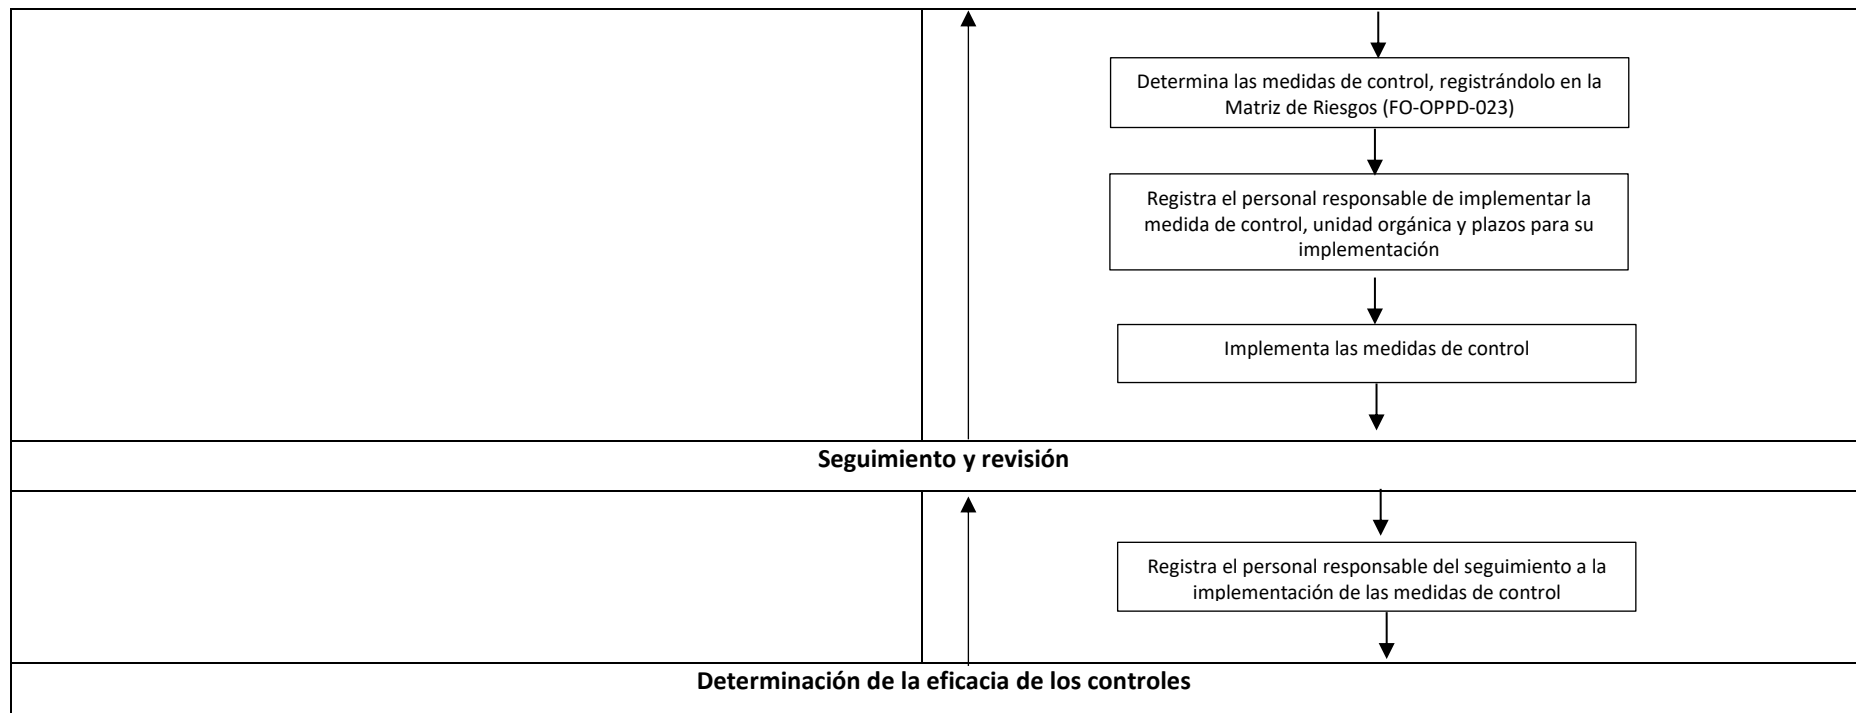 Determina las medidas de control, registrándolo en la
Matriz de Riesgos (FO-OPPD-023)
Registra el personal responsable de implementar la
medida de control, unidad orgánica y plazos para su
implementación
Implementa las medidas de control
Seguimiento y revisión
Registra el personal responsable del seguimiento a la
implementación de las medidas de control
Determinación de la eficacia de los controles